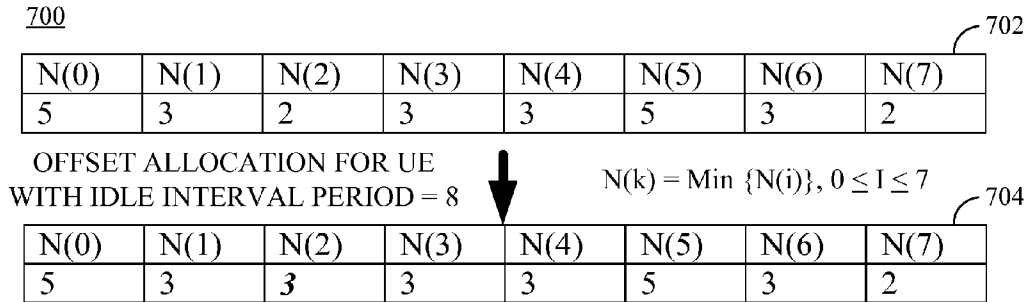 700
702
N(0) N(1) N(2) N(3) N(4) N(5) N(6) N(7)
5 3 2 3 3 5 3 2
OFFSET ALLOCATION FOR UE
WITH IDLE INTERVAL PERIOD = 8
N(k) = Min {N(i)}, 0 ≤ I ≤ 7
704
N(0) N(1) N(2) N(3) N(4) N(5) N(6) N(7)
5 3 3 3 3 5 3 2